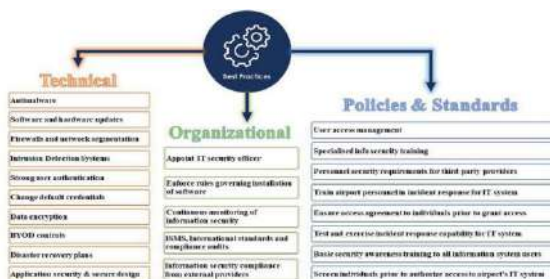 Best Practices
Technical
Antimalware
Software and hardware updates
Firewalls and network segmentation
Intrusion Detection Systems
Strong user authentication
Change default credentials
Data encryption
BYOD controls
Disaster recovery plans
Application security & secure design
Organizational
Appoint IT security officer
Enforce rules governing installation
of software
Continuous monitoring of
information security
ISMS, International standards and
compliance audits
Information security compliance
from external providers
Policies & Standards
User access management
Specialised info security training
Personnel security requirements for third party providers
Train airport personnel in incident response for IT system
Ensure access agreement to individuals prior to grant access
Test and exercise incident response capability for IT system
Basic security awareness training to all information system users
Screen individuals prior to authorize access to airport's IT system